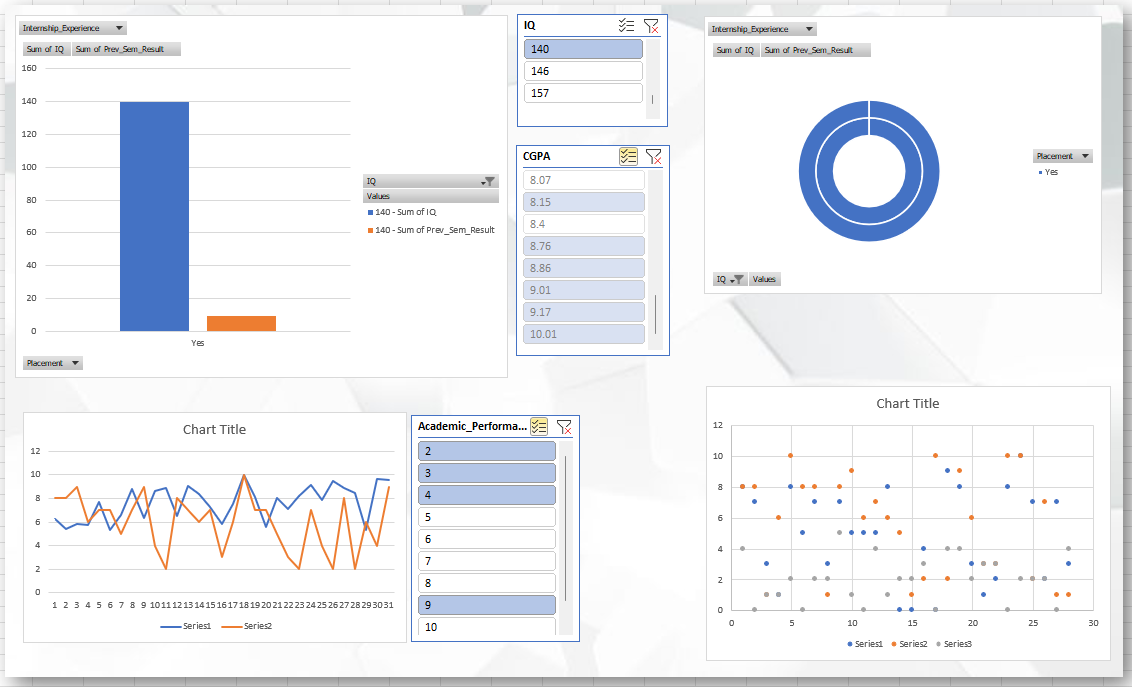 Internship_Experience
Sum of IQ Sum of Prev_Sem_Result
160
140
120
100
80
60
40
20
0
Yes
Placement
IQ
Values
140 - Sum of IQ
140 - Sum of Prev_Sem_Result
IQ
140
146
157
CGPA
8.07
8.15
8.4
8.76
8.86
9.01
9.17
10.01
Internship_Experience
Sum of IQ Sum of Prev_Sem_Result
Placement
Yes
IQ Values
Chart Title
12
10
8
6
4
2
0
1 2 3 4 5 6 7 8 9 10 11 12 13 14 15 16 17 18 19 20 21 22 23 24 25 26 27 28 29 30 31
Series1 Series2
Academic_Performa...
2
3
4
5
6
7
8
9
10
Chart Title
12
10
8
6
4
2
0
0 5 10 15 20 25 30
Series1 Series2 Series3